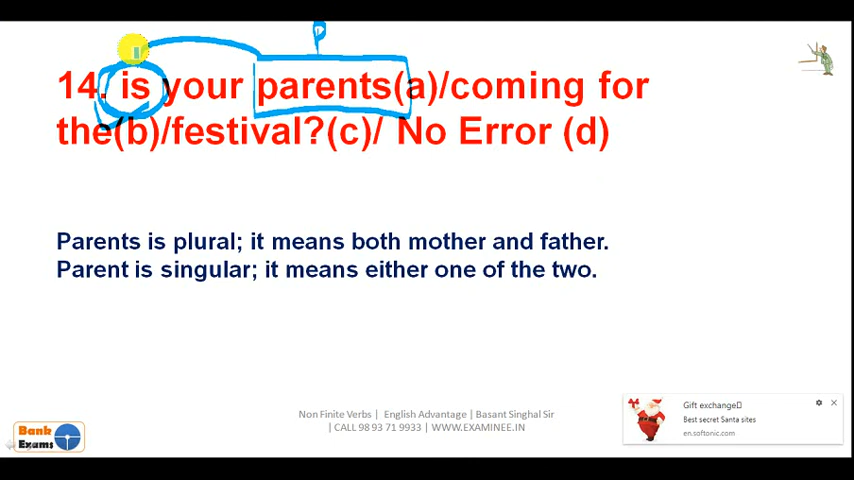 P
14. is your parents(a)/coming for
the(b)/festival?(c)/ No Error (d)
Parents is plural; it means both mother and father.
Parent is singular; it means either one of the two.
Non Finite Verbs | English Advantage | Basant Singhal Sir
| CALL 98 93 71 9933 | WWW.EXAMINEE.IN
Bank
Exams
Gift exchange
Best secret Santa sites
en.softonic.com